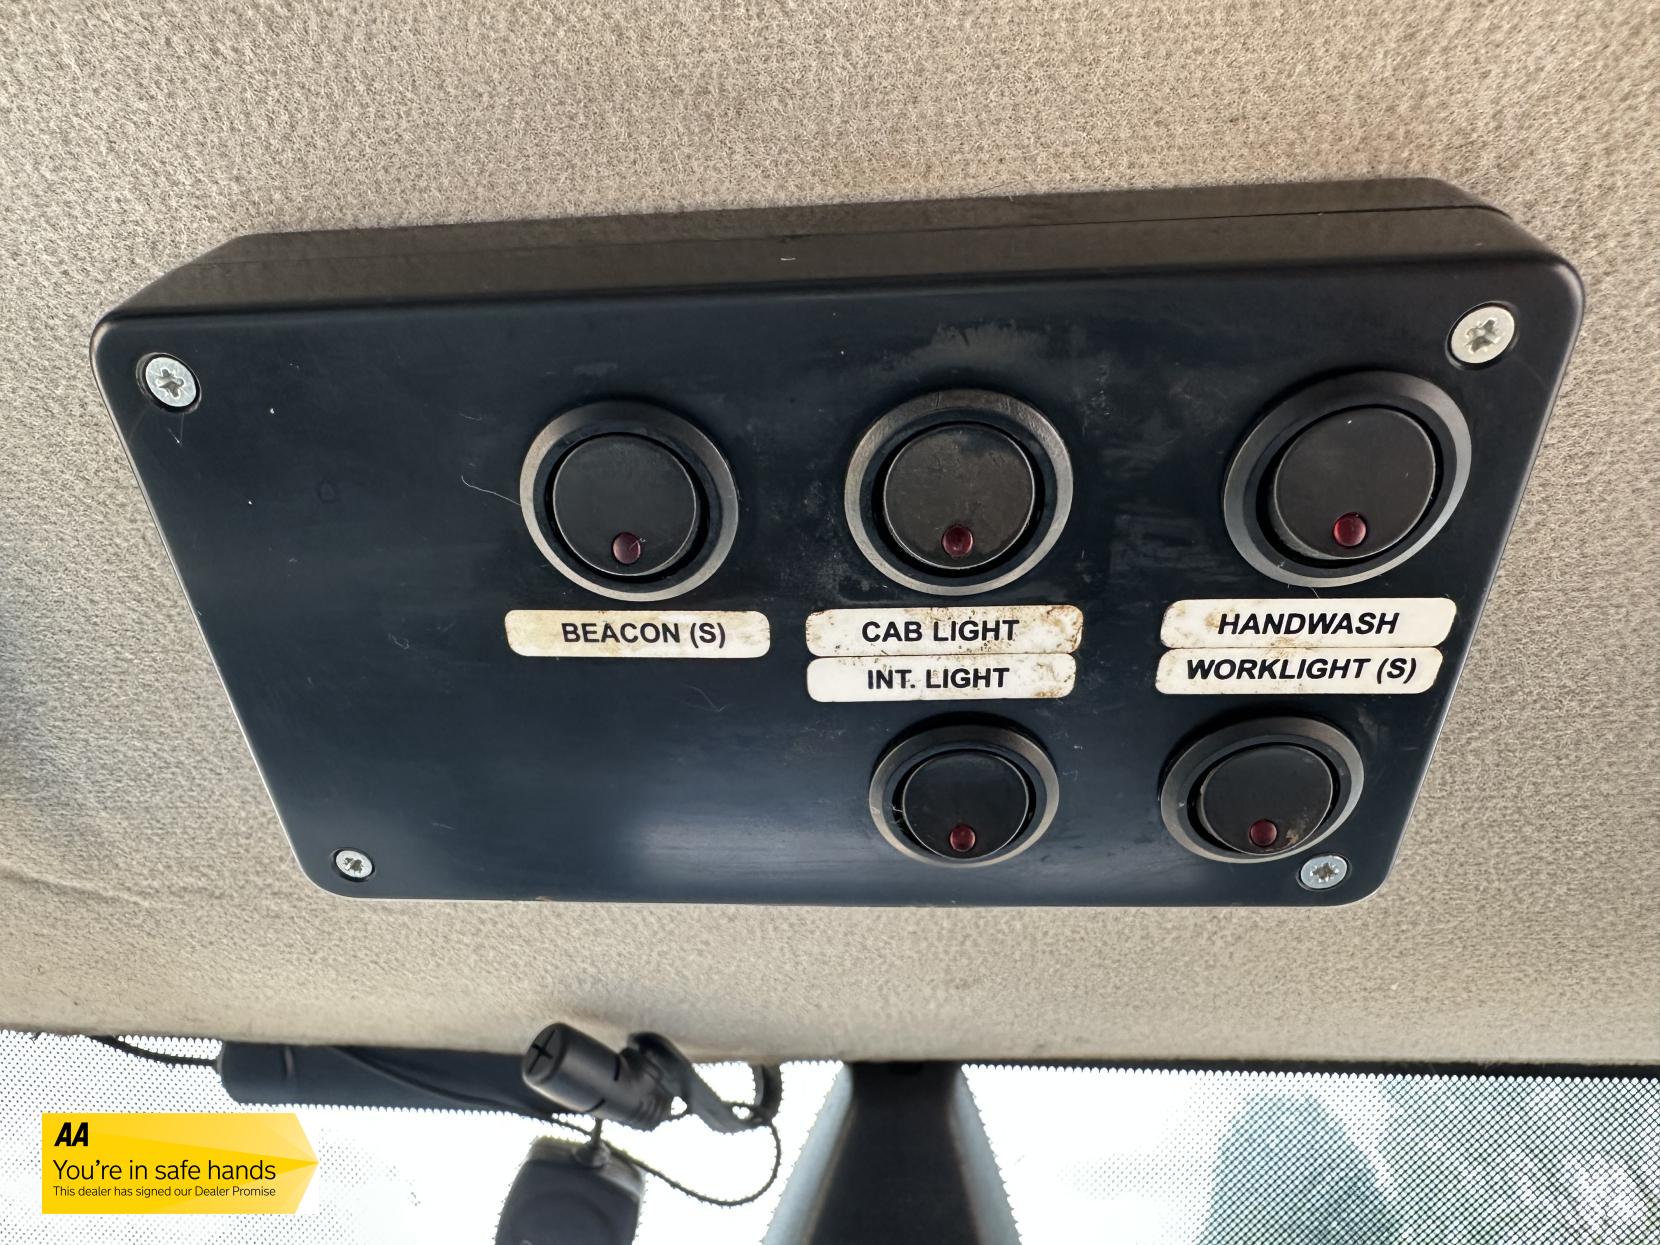 BEACON (S)
CAB LIGHT
HANDWASH
INT. LIGHT
WORKLIGHT (S)
AA
You're in safe hands
This dealer has signed our Dealer Promise